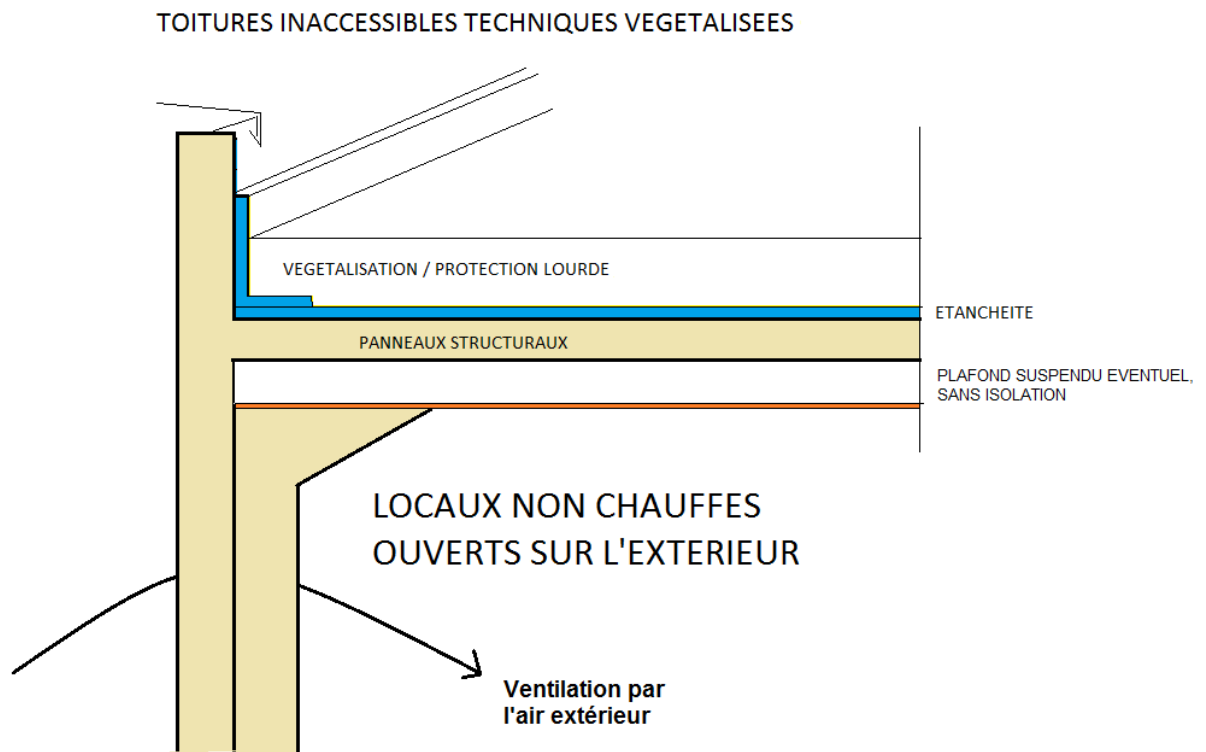 TOITURES INACCESSIBLES TECHNIQUES VEGETALISEES
VEGETALISATION / PROTECTION LOURDE
ETANCHEITE
PANNEAUX STRUCTURAUX
PLAFOND SUSPENDU EVENTUEL,
SANS ISOLATION
LOCAUX NON CHAUFFES
OUVERTS SUR L'EXTERIEUR
Ventilation par
l'air extérieur